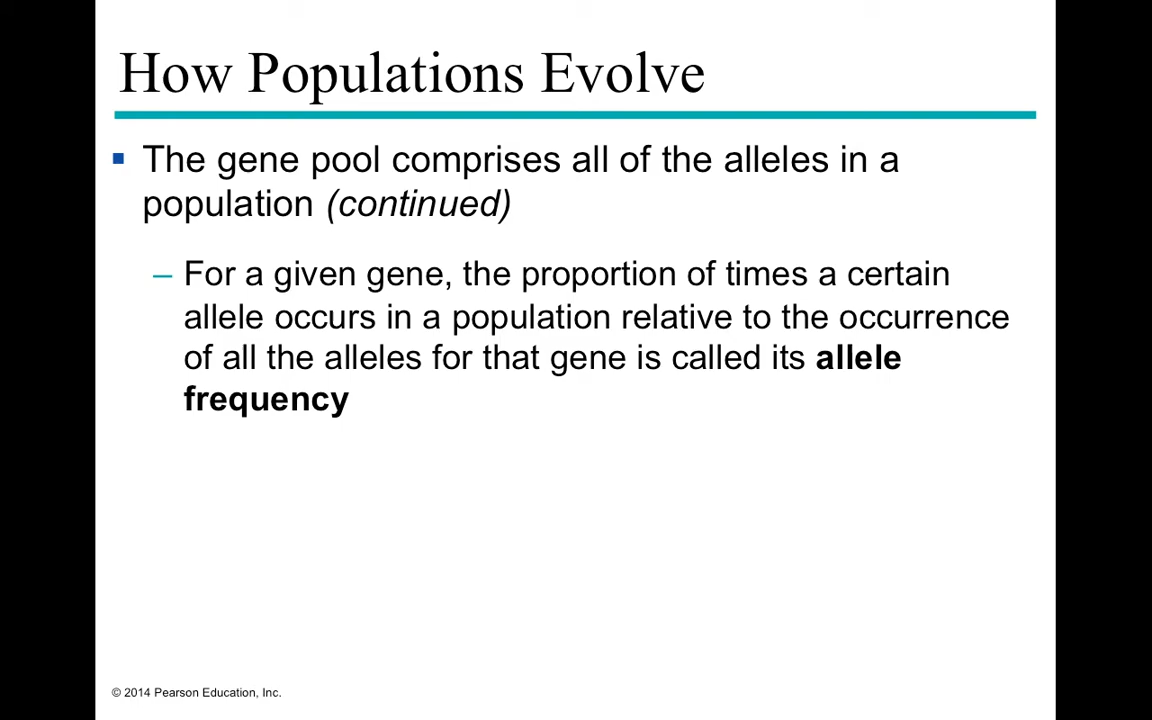 How Populations Evolve
▪ The gene pool comprises all of the alleles in a
population (continued)
– For a given gene, the proportion of times a certain
allele occurs in a population relative to the occurrence
of all the alleles for that gene is called its allele
frequency
© 2014 Pearson Education, Inc.